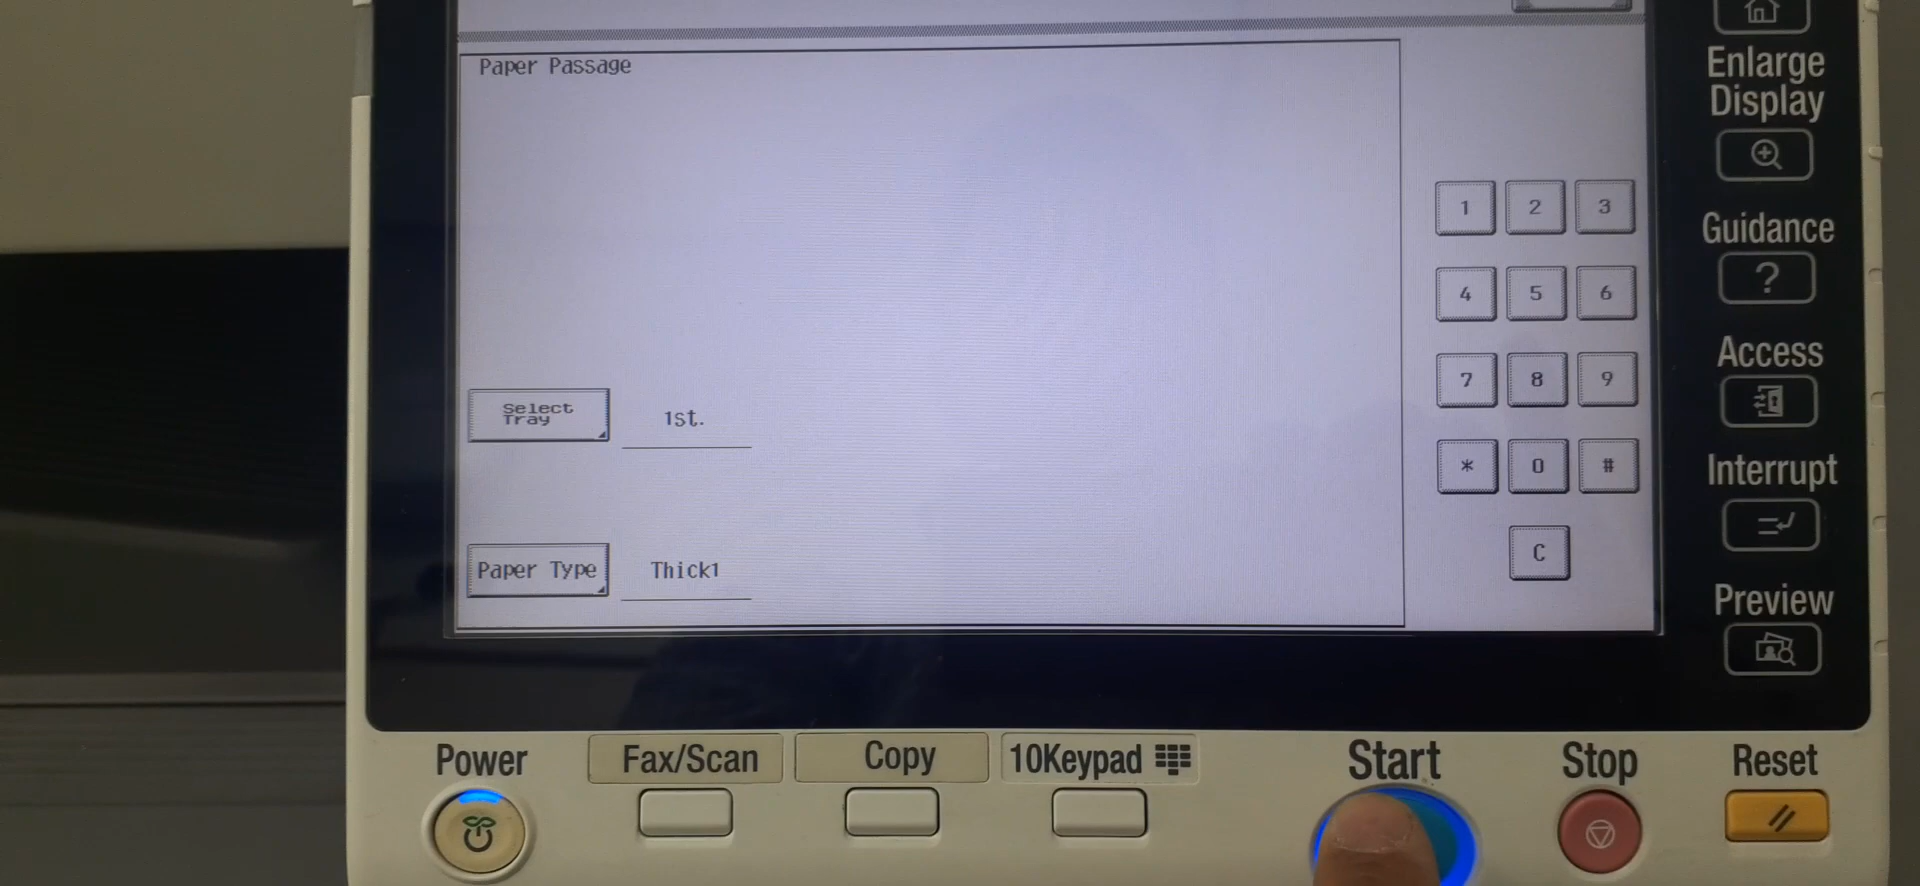 Paper Passage
Enlarge
Display
1 2 3
Guidance
?
4 5 6
Access
7 8 9
Select
Tray
1st.
* 0 #
Interrupt
C
Paper Type
Thick1
Preview
Power
Fax/Scan
Copy
10Keypad
Start
Stop
Reset